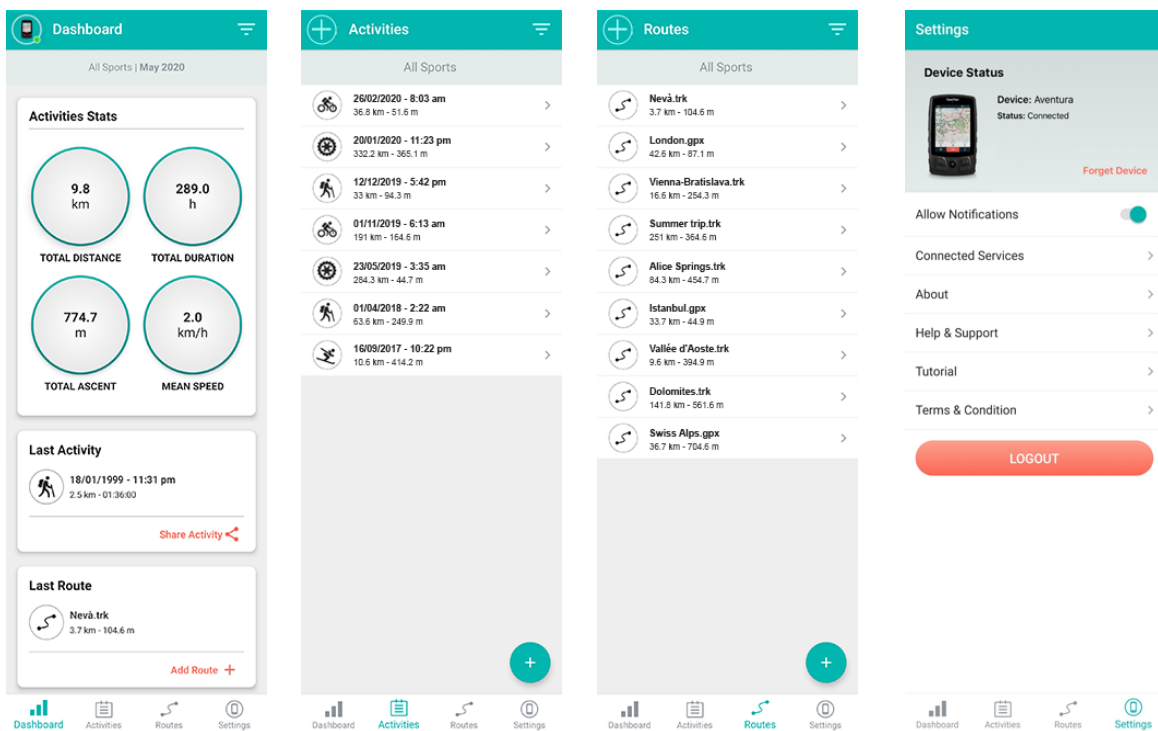 Dashboard
All Sports | May 2020
Activities Stats
9.8
km
289.0
h
TOTAL DISTANCE
TOTAL DURATION
774.7
m
2.0
km/h
TOTAL ASCENT
MEAN SPEED
Last Activity
18/01/1999 - 11:31 pm
2.5 km - 01:36:00
Share Activity
Last Route
Nevà.trk
3.7 km - 104.6 m
Add Route +
Dashboard
Activities
Routes
Settings
Activities
All Sports
26/02/2020 - 8:03 am
36.8 km - 51.6 m
20/01/2020 - 11:23 pm
332.2 km - 365.1 m
12/12/2019 - 5:42 pm
33 km - 94.3 m
01/11/2019 - 6:13 am
191 km - 164.6 m
23/05/2019 - 3:35 am
284.3 km - 44.7 m
01/04/2018 - 2:22 am
63.6 km - 249.9 m
16/09/2017 - 10:22 pm
10.6 km - 414.2 m
+
Dashboard
Activities
Routes
Settings
Routes
All Sports
Nevà.trk
3.7 km - 104.6 m
London.gpx
42.6 km - 87.1 m
Vienna-Bratislava.trk
16.6 km - 254.3 m
Summer trip.trk
251 km - 364.6 m
Alice Springs.trk
84.3 km - 454.7 m
Istanbul.gpx
33.7 km - 44.9 m
Vallée d'Aoste.trk
9.6 km - 394.9 m
Dolomites.trk
141.8 km - 561.6 m
Swiss Alps.gpx
36.7 km - 704.6 m
+
Dashboard
Activities
Routes
Settings
Settings
Device Status
Device: Aventura
Status: Connected
Forget Device
Allow Notifications
Connected Services
About
Help & Support
Tutorial
Terms & Condition
LOGOUT
Dashboard
Activities
Routes
Settings